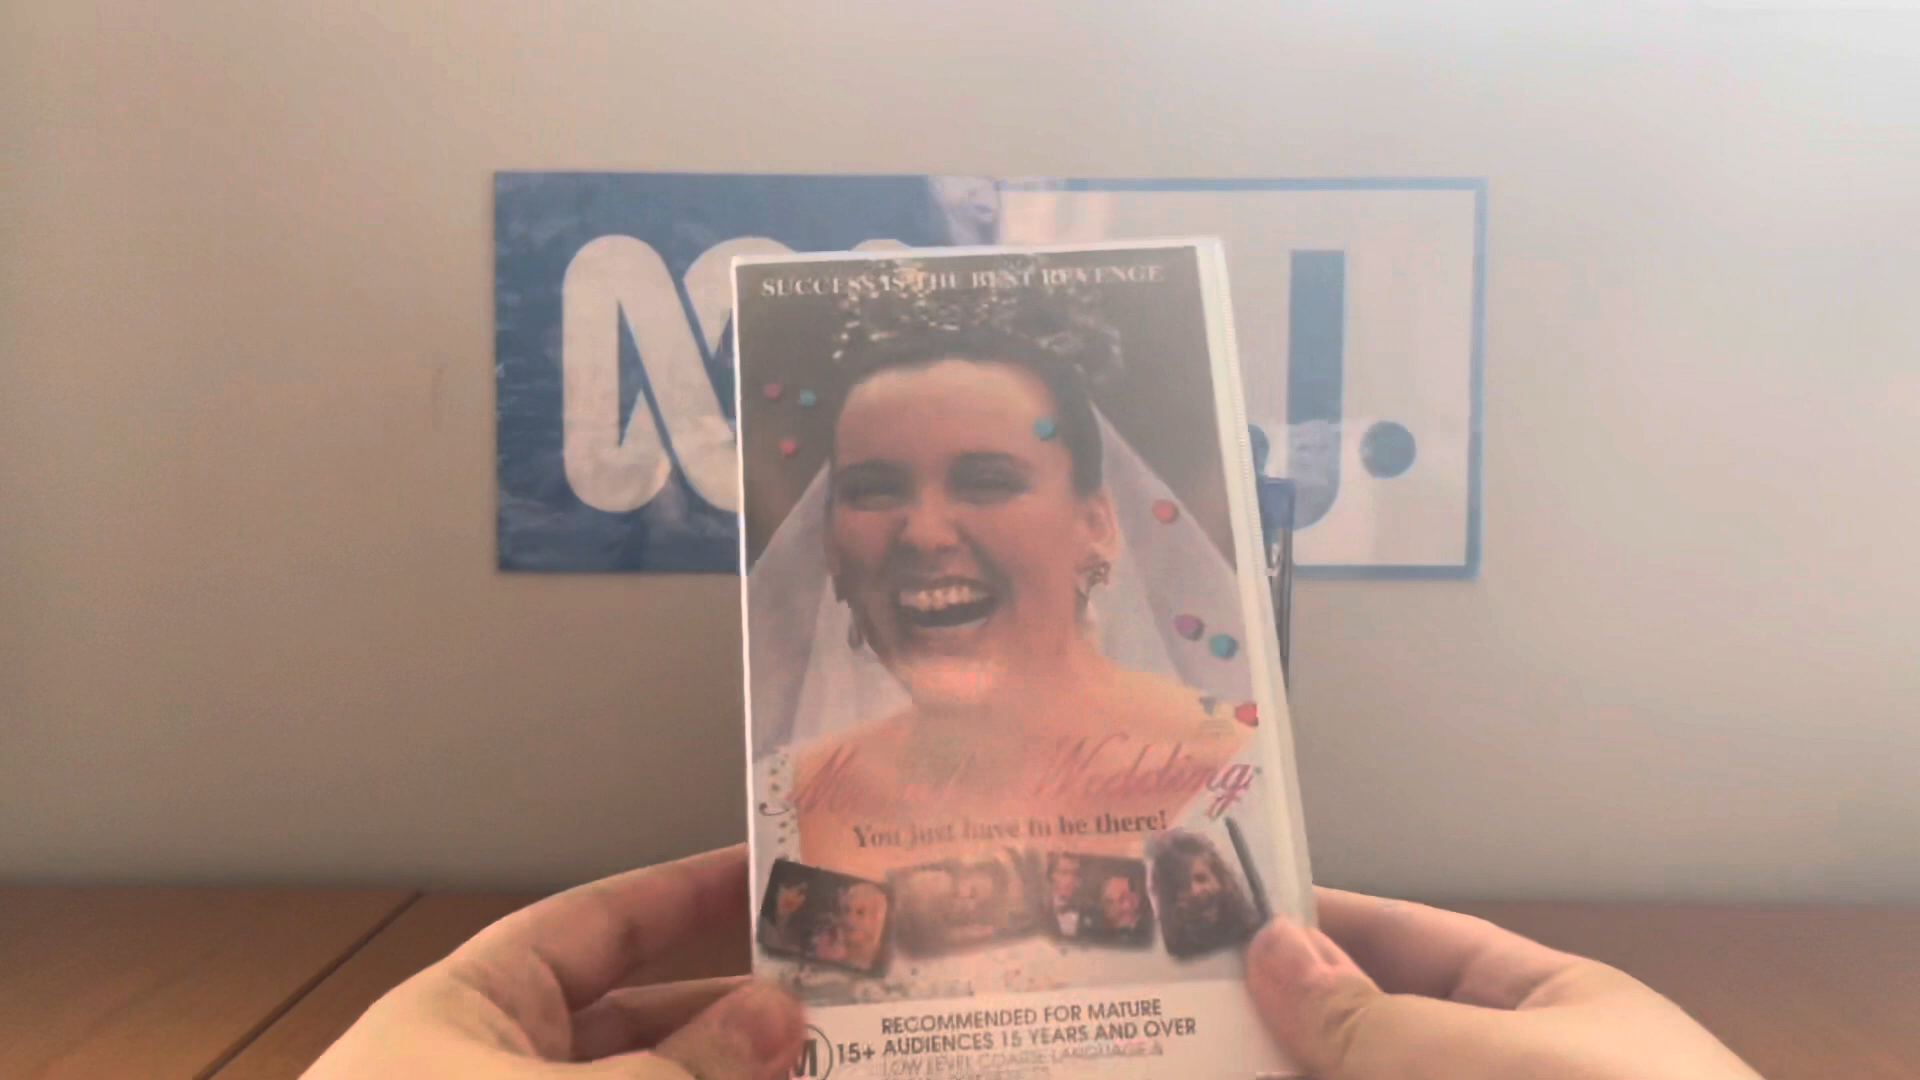 SUCCESS IS THE BEST REVENGE
Wedding
You just have to be there!
RECOMMENDED FOR MATURE
M 15+ AUDIENCES 15 YEARS AND OVER
LOW LEVEL COARSE LANGUAGE &